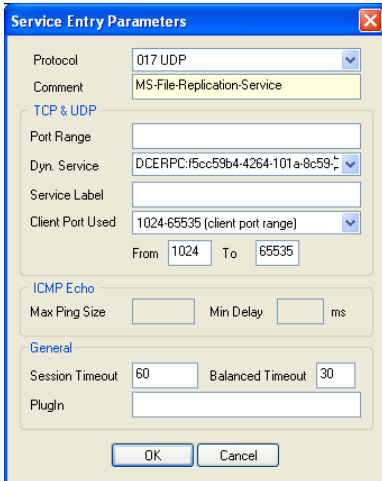 Service Entry Parameters
Protocol 017 UDP
Comment MS-File-Replication-Service
TCP & UDP
Port Range
Dyn. Service DCERPC:f5cc59b4-4264-101a-8c59-
Service Label
Client Port Used 1024-65535 (client port range)
From 1024 To 65535
ICMP Echo
Max Ping Size Min Delay ms
General
Session Timeout 60 Balanced Timeout 30
PlugIn
OK Cancel